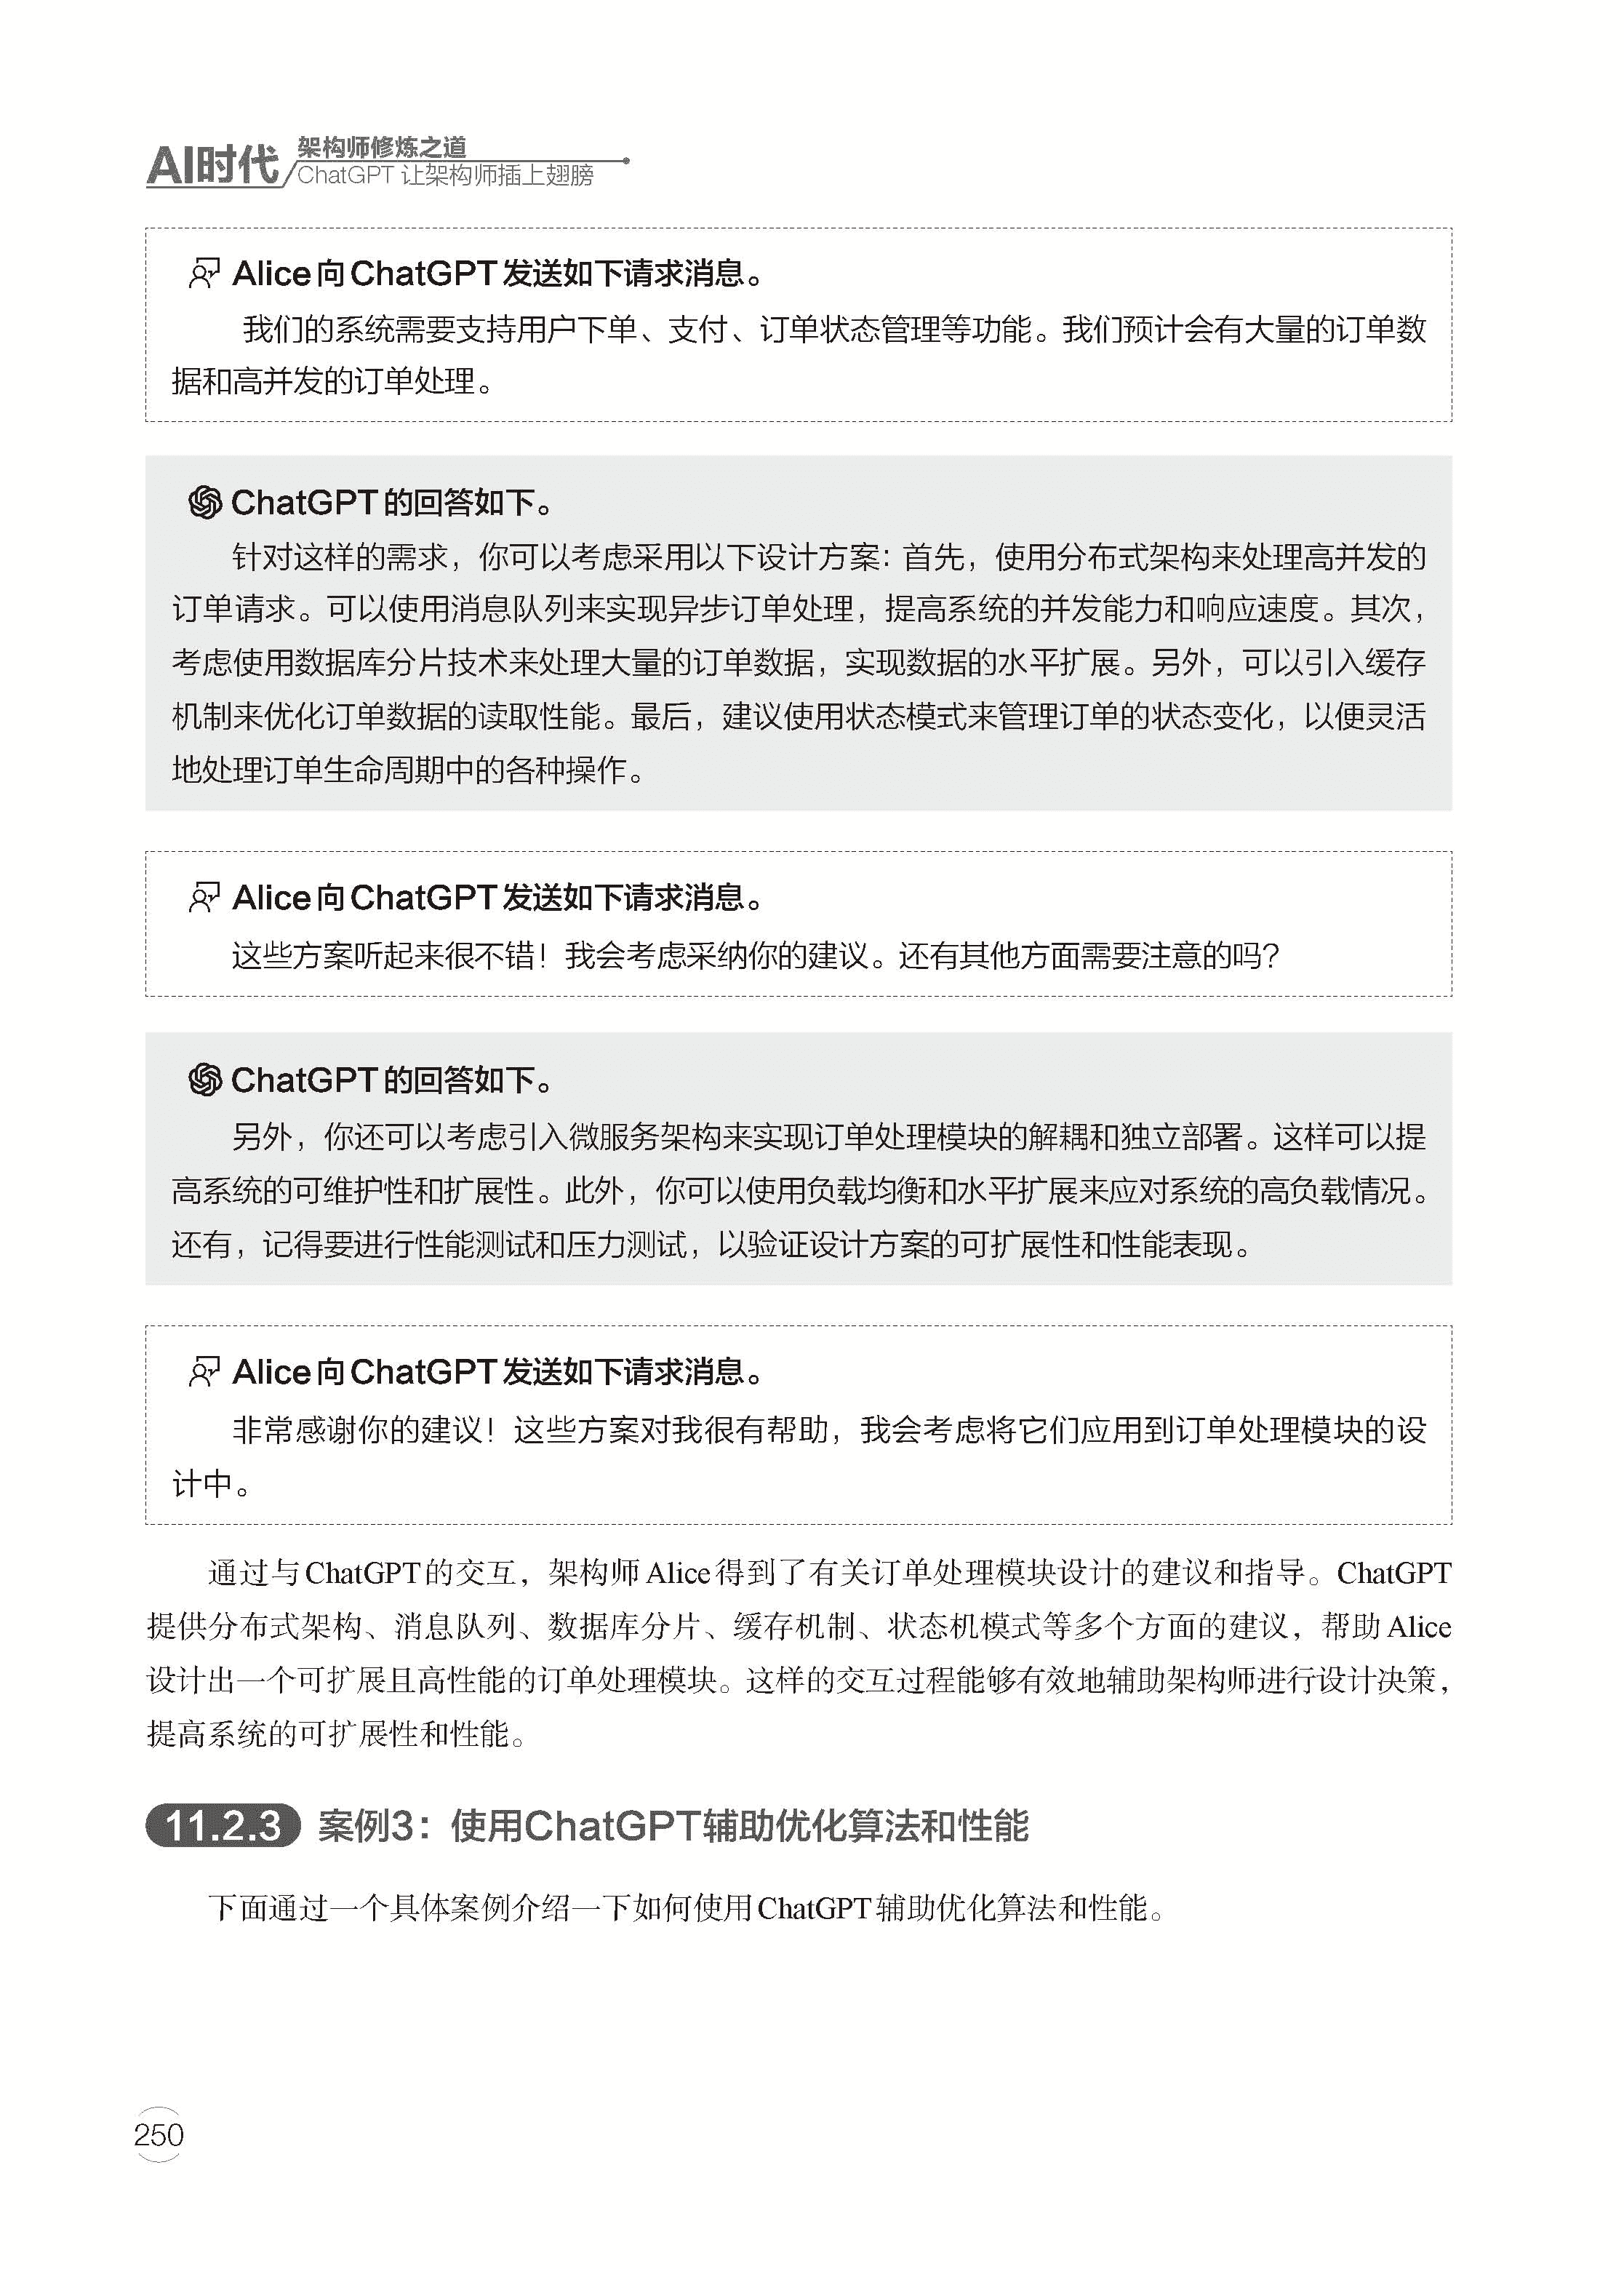 AI时代
架构师修炼之道
ChatGPT 让架构师插上翅膀
Alice向ChatGPT发送如下请求消息。
我们的系统需要支持用户下单、支付、订单状态管理等功能。我们预计会有大量的订单数
据和高并发的订单处理。
ChatGPT的回答如下。
针对这样的需求，你可以考虑采用以下设计方案：首先，使用分布式架构来处理高并发的
订单请求。可以使用消息队列来实现异步订单处理，提高系统的并发能力和响应速度。其次，
考虑使用数据库分片技术来处理大量的订单数据，实现数据的水平扩展。另外，可以引入缓存
机制来优化订单数据的读取性能。最后，建议使用状态模式来管理订单的状态变化，以便灵活
地处理订单生命周期中的各种操作。
Alice向ChatGPT发送如下请求消息。
这些方案听起来很不错！我会考虑采纳你的建议。还有其他方面需要注意的吗？
ChatGPT的回答如下。
另外，你还可以考虑引入微服务架构来实现订单处理模块的解耦和独立部署。这样可以提
高系统的可维护性和扩展性。此外，你可以使用负载均衡和水平扩展来应对系统的高负载情况。
还有，记得要进行性能测试和压力测试，以验证设计方案的可扩展性和性能表现。
Alice向ChatGPT发送如下请求消息。
非常感谢你的建议！这些方案对我很有帮助，我会考虑将它们应用到订单处理模块的设
计中。
通过与ChatGPT的交互，架构师Alice得到了有关订单处理模块设计的建议和指导。ChatGPT
提供分布式架构、消息队列、数据库分片、缓存机制、状态机模式等多个方面的建议，帮助Alice
设计出一个可扩展且高性能的订单处理模块。这样的交互过程能够有效地辅助架构师进行设计决策，
提高系统的可扩展性和性能。
11.2.3 案例3：使用ChatGPT辅助优化算法和性能
下面通过一个具体案例介绍一下如何使用ChatGPT辅助优化算法和性能。
250